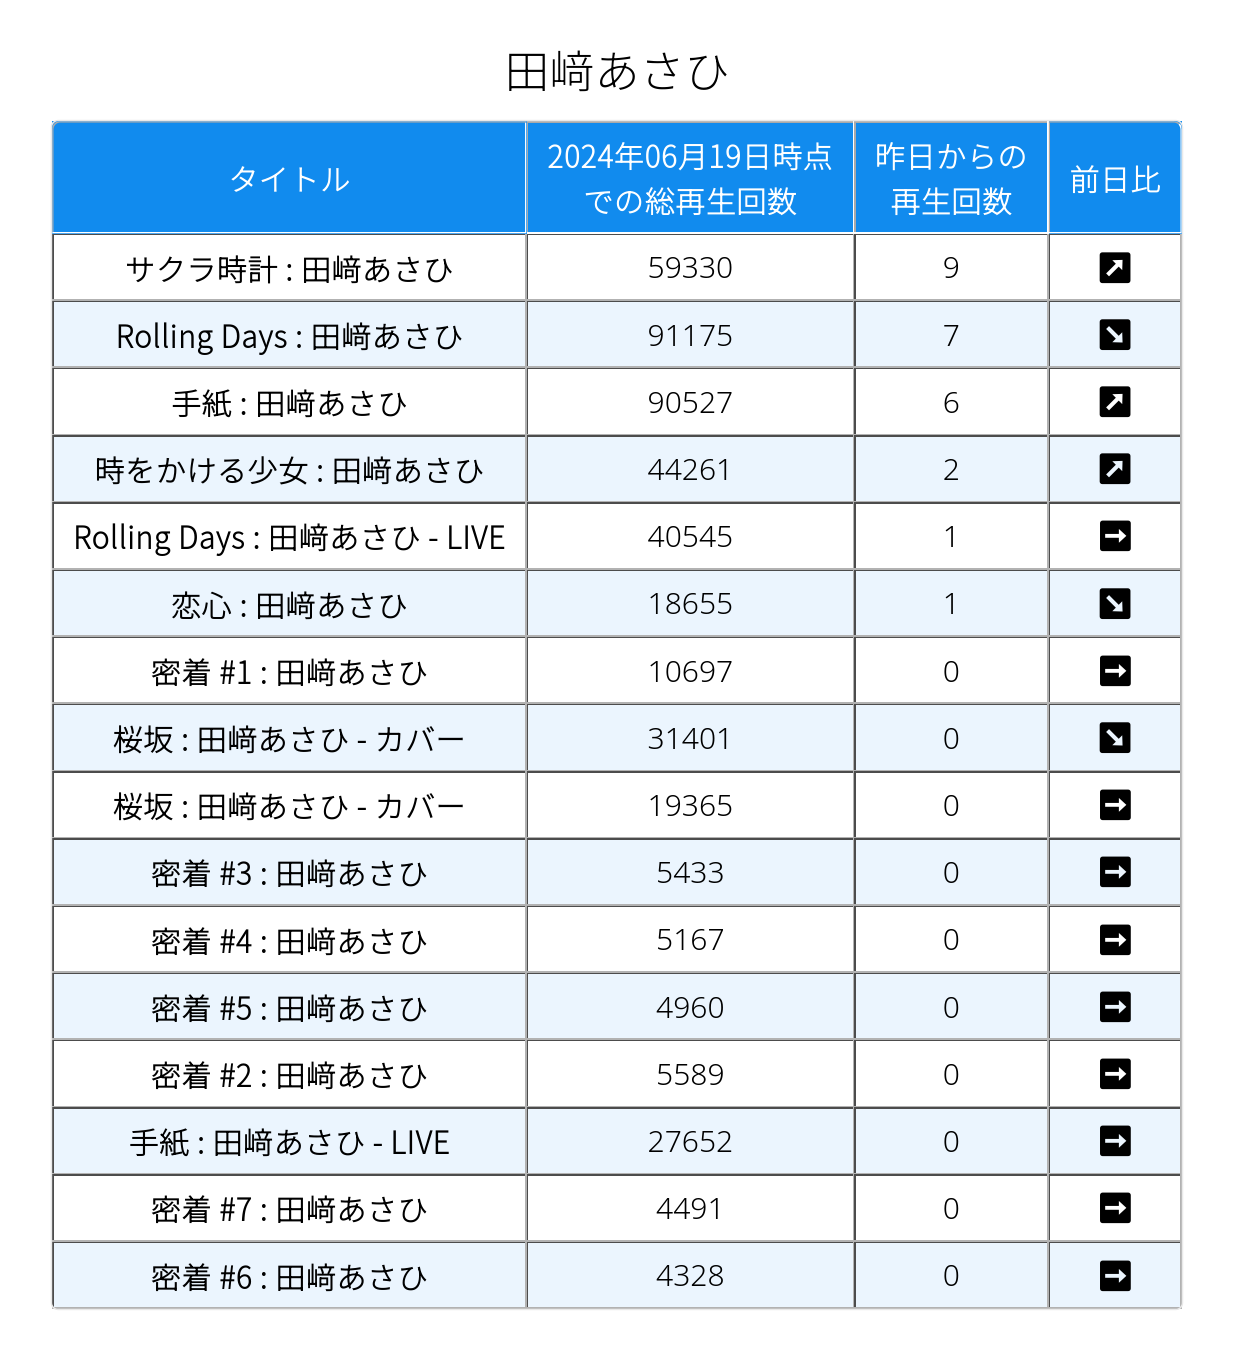 田﨑あさひ
タイトル
2024年06月19日時点
での総再生回数
昨日からの
再生回数
前日比
サクラ時計 : 田﨑あさひ 59330 9 ↗
Rolling Days : 田﨑あさひ 91175 7 ↘
手紙 : 田﨑あさひ 90527 6 ↗
時をかける少女 : 田﨑あさひ 44261 2 ↗
Rolling Days : 田﨑あさひ - LIVE 40545 1 →
恋心 : 田﨑あさひ 18655 1 ↘
密着 #1 : 田﨑あさひ 10697 0 →
桜坂 : 田﨑あさひ - カバー 31401 0 ↘
桜坂 : 田﨑あさひ - カバー 19365 0 →
密着 #3 : 田﨑あさひ 5433 0 →
密着 #4 : 田﨑あさひ 5167 0 →
密着 #5 : 田﨑あさひ 4960 0 →
密着 #2 : 田﨑あさひ 5589 0 →
手紙 : 田﨑あさひ - LIVE 27652 0 →
密着 #7 : 田﨑あさひ 4491 0 →
密着 #6 : 田﨑あさひ 4328 0 →